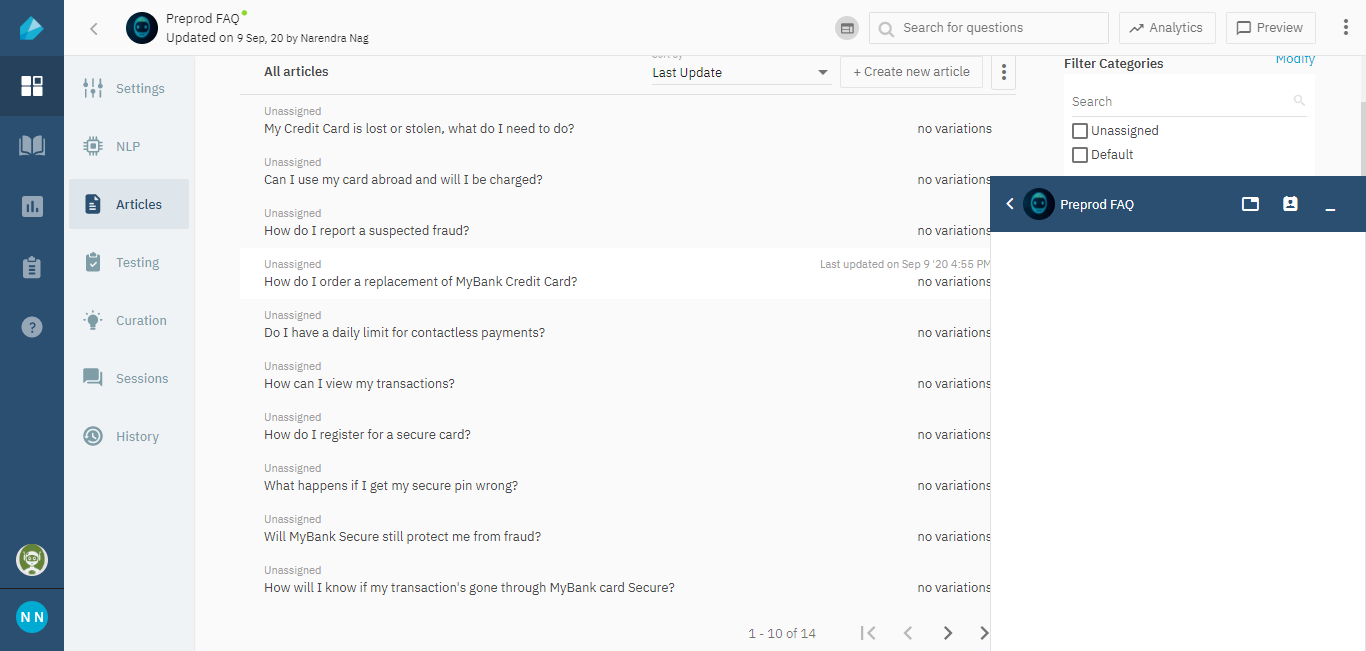 Preprod FAQ
Updated on 9 Sep, 20 by Narendra Nag
Search for questions
Analytics
Preview
Settings
NLP
Articles
Testing
Curation
Sessions
History
N N
All articles
Last Update
+ Create new article
Unassigned
My Credit Card is lost or stolen, what do I need to do?
no variations
Unassigned
Can I use my card abroad and will I be charged?
no variations
Unassigned
How do I report a suspected fraud?
no variations
Unassigned
Last updated on Sep 9 '20 4:55 PM
How do I order a replacement of MyBank Credit Card?
no variations
Unassigned
Do I have a daily limit for contactless payments?
no variations
Unassigned
How can I view my transactions?
no variations
Unassigned
How do I register for a secure card?
no variations
Unassigned
What happens if I get my secure pin wrong?
no variations
Unassigned
Will MyBank Secure still protect me from fraud?
no variations
Unassigned
How will I know if my transaction's gone through MyBank card Secure?
no variations
1 - 10 of 14
Filter Categories
Modify
Search
Unassigned
Default
Preprod FAQ